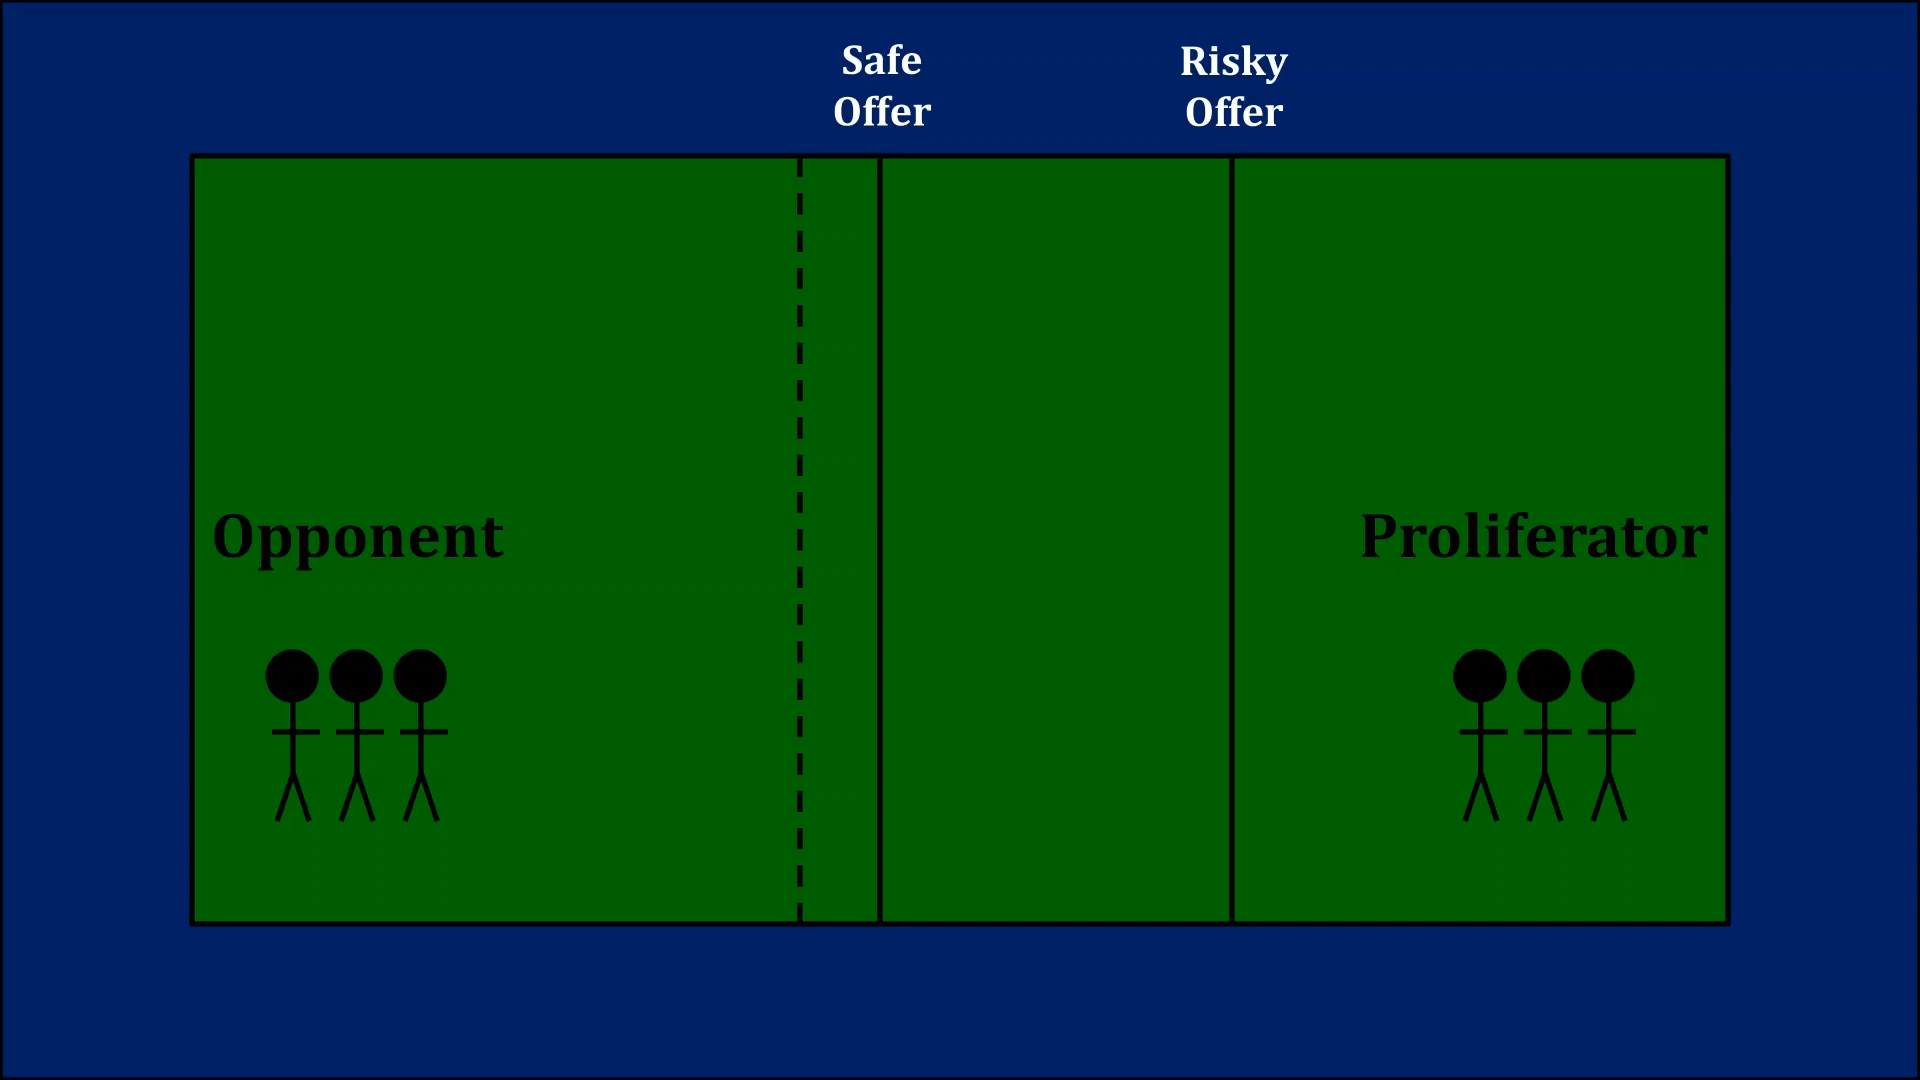 Safe
Offer
Risky
Offer
Opponent
Proliferator